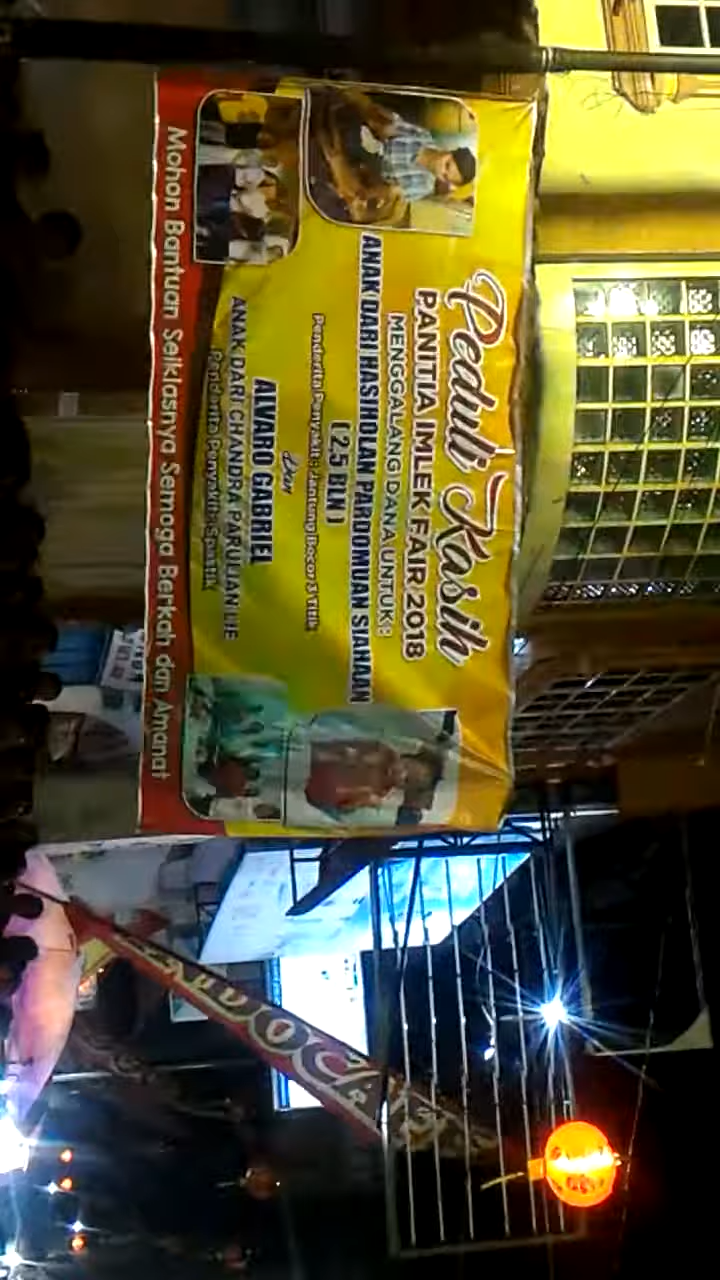 Peduli Kasih
PANITIA IMLEK FAIR 2018
MENGGALANG DANA UNTUK :
ANAK DARI HASIHOLAN PARDOMUAN SIAHAAN
( 2,5 BLN )
Penderita Penyakit : Jantung Bocor 3 Titik
Dan
ALVARO GABRIEL
ANAK DARI CHANDRA PARULIAN LIE
Penderita Penyakit : Spastik
Mohon Bantuan Seiklasnya Semoga Berkah dan Amanat